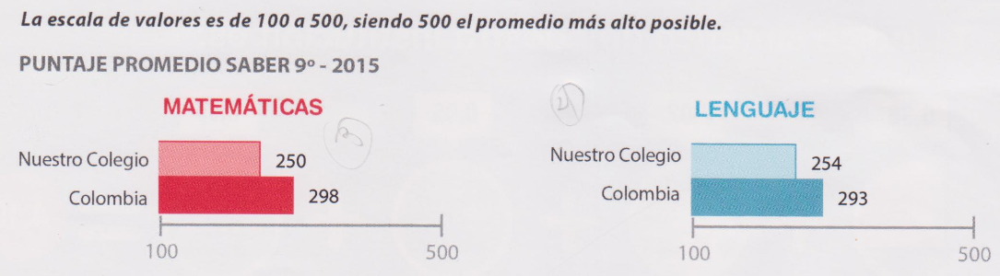 La escala de valores es de 100 a 500, siendo 500 el promedio más alto posible.
PUNTAJE PROMEDIO SABER 9º - 2015
MATEMÁTICAS
Nuestro Colegio 250
Colombia 298
100 500
LENGUAJE
Nuestro Colegio 254
Colombia 293
100 500